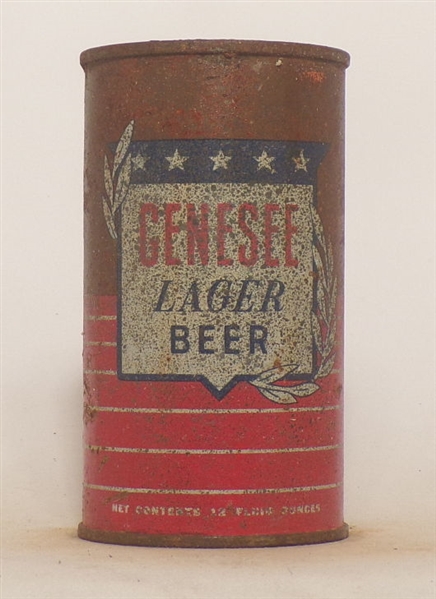 GENESEE
LAGER
BEER
NET CONTENTS 12 FLUID OUNCES